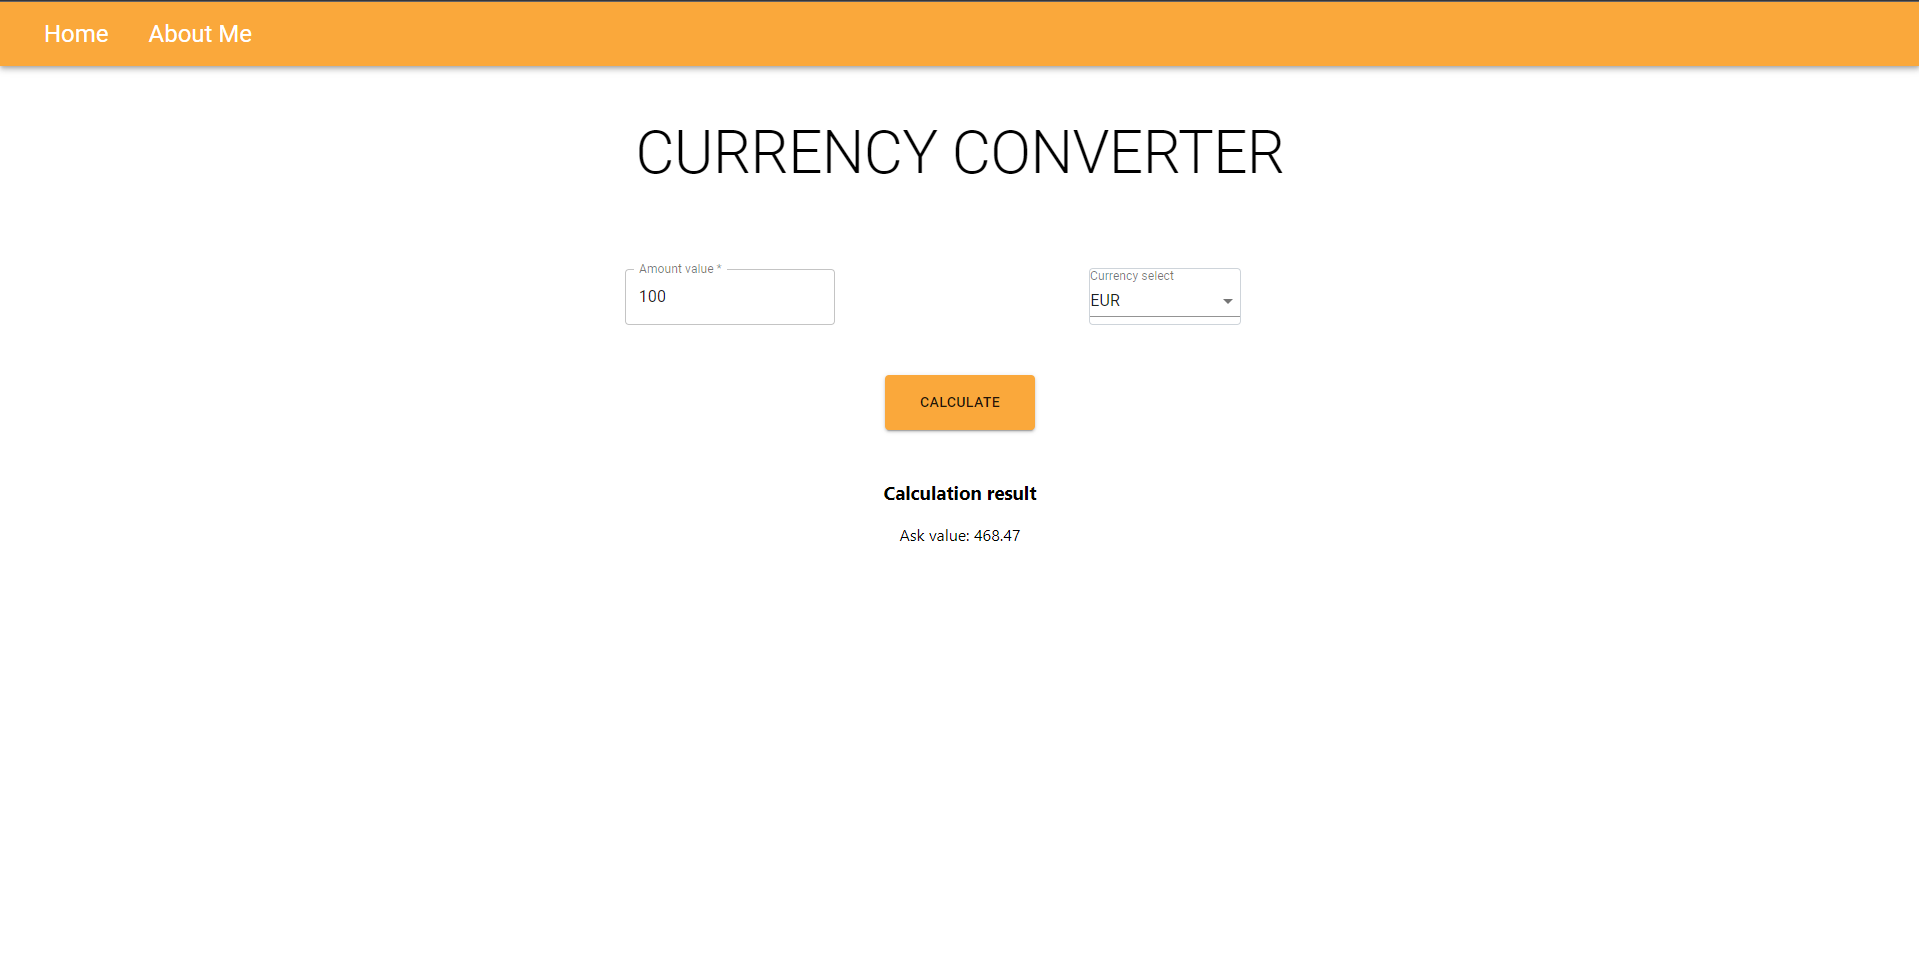 Home About Me
CURRENCY CONVERTER
Amount value *
100
Currency select
EUR
CALCULATE
Calculation result
Ask value: 468.47